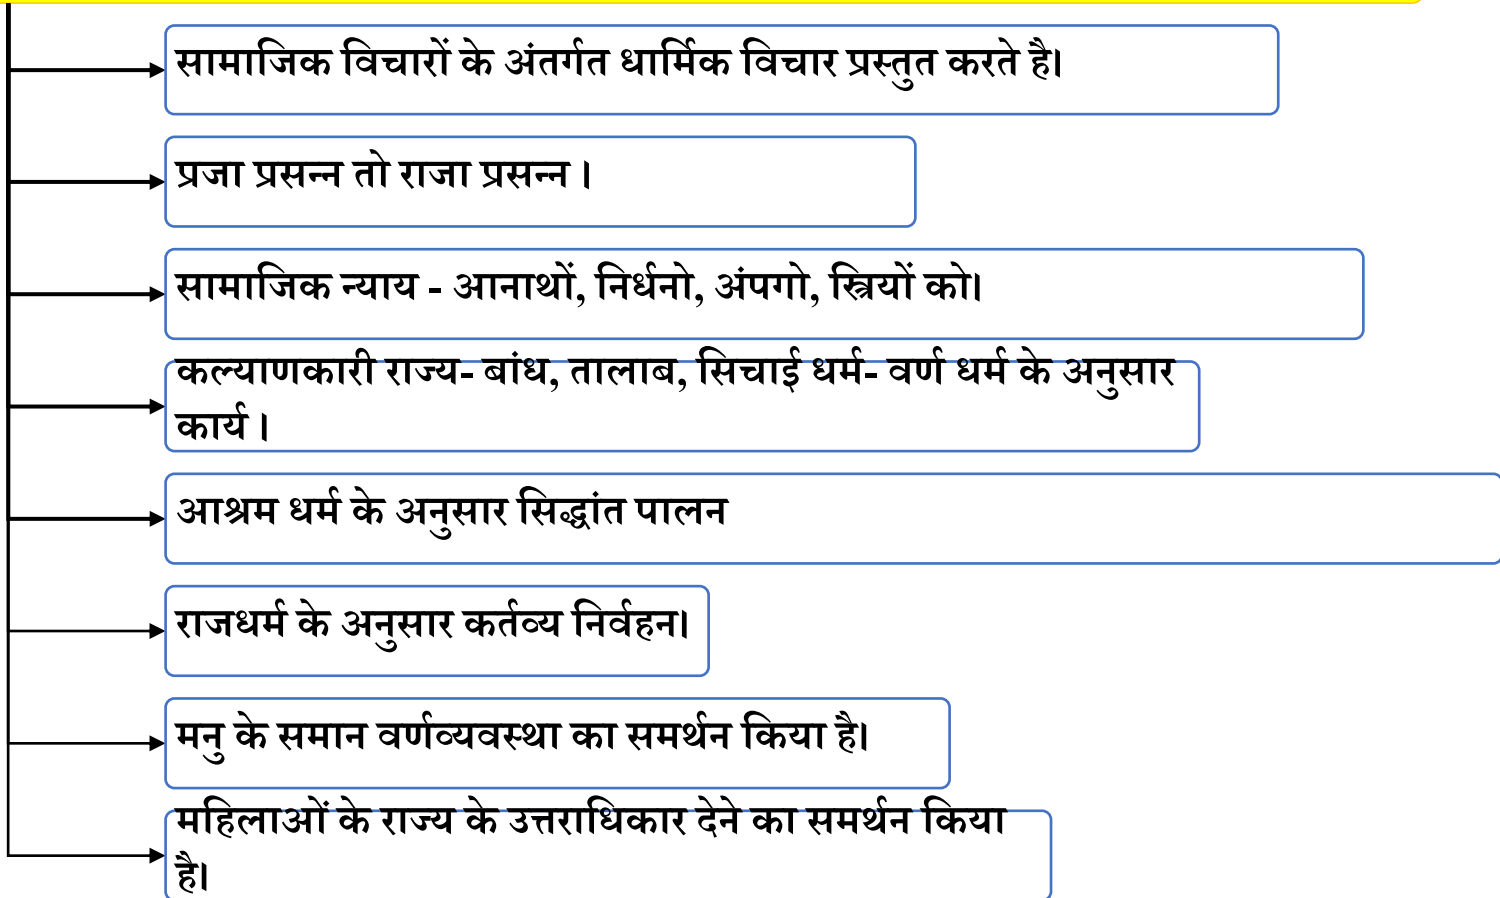 सामाजिक विचारों के अंतर्गत धार्मिक विचार प्रस्तुत करते है।
प्रजा प्रसन्न तो राजा प्रसन्न ।
सामाजिक न्याय - आनाथों, निर्धनो, अंपगो, स्त्रियों को।
कल्याणकारी राज्य- बांध, तालाब, सिचाई धर्म- वर्ण धर्म के अनुसार
कार्य ।
आश्रम धर्म के अनुसार सिद्धांत पालन
राजधर्म के अनुसार कर्तव्य निर्वहन।
मनु के समान वर्णव्यवस्था का समर्थन किया है।
महिलाओं के राज्य के उत्तराधिकार देने का समर्थन किया
है।